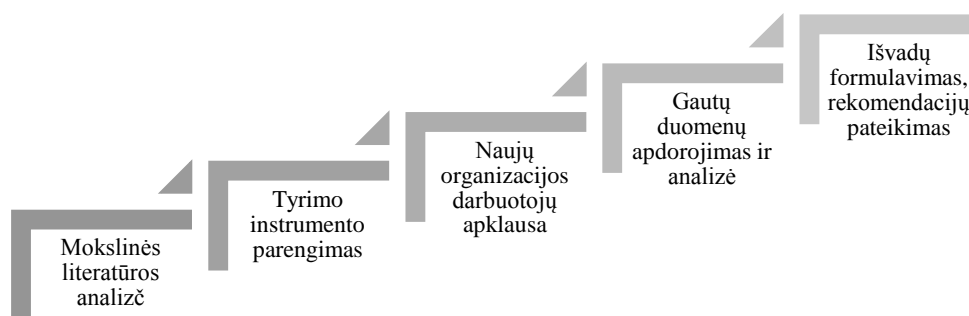 Mokslinės
literatūros
analizč
Tyrimo
instrumento
parengimas
Naujų
organizacijos
darbuotojų
apklausa
Gautų
duomenų
apdorojimas ir
analizė
Išvadų
formulavimas,
rekomendacijų
pateikimas